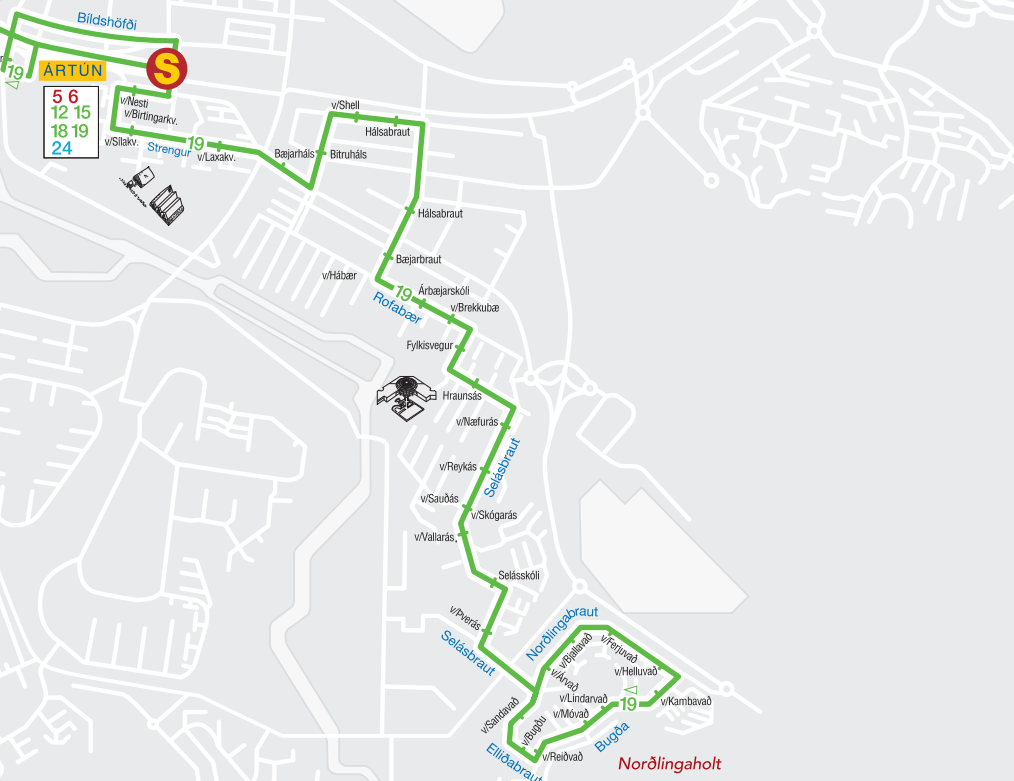 Bíldshöfði
S
19
ÁRTÚN
5 6
12 15
18 19
24
v/Nesti
v/Birtingarkv.
v/Sílakv.
Strengur
19
v/Laxakv.
v/Shell
Hálsabraut
Bæjarháls
Bitruháls
Hálsabraut
Bæjarbraut
v/Hábær
19
Árbæjarskóli
Rofabær
v/Brekkubæ
Fylkisvegur
Hraunsás
v/Næfurás
Selásbraut
v/Reykás
v/Sauðás
v/Skógarás
v/Vallarás
Selásskóli
v/Þverás
Selásbraut
Norðlingabraut
v/Bjallavað
v/Ferjuvað
v/Helluvað
v/Árvað
v/Lindarvað
19
v/Kambavað
v/Móvað
v/Sandavað
v/Bugðu
Bugða
v/Reiðvað
Elliðabraut
Norðlingaholt